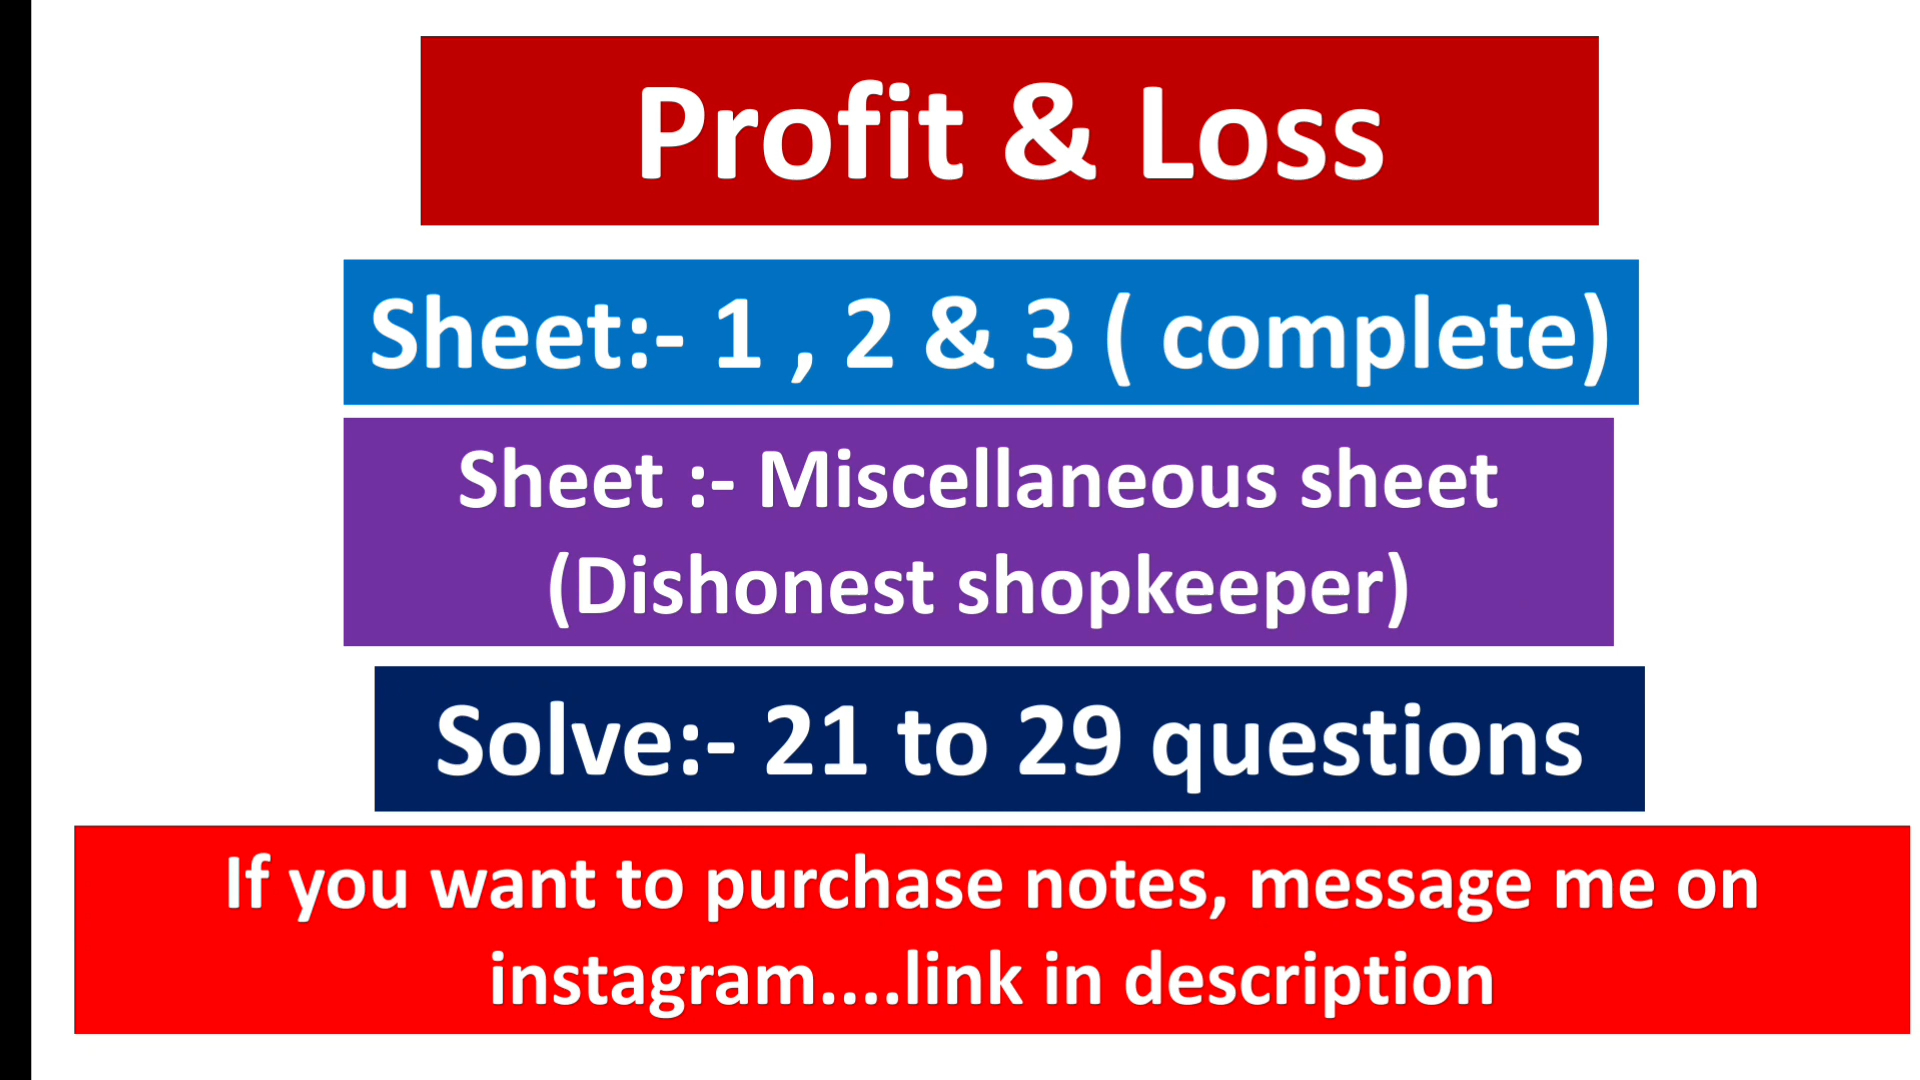 Profit & Loss
Sheet:- 1 , 2 & 3 ( complete)
Sheet :- Miscellaneous sheet
(Dishonest shopkeeper)
Solve:- 21 to 29 questions
If you want to purchase notes, message me on
instagram....link in description